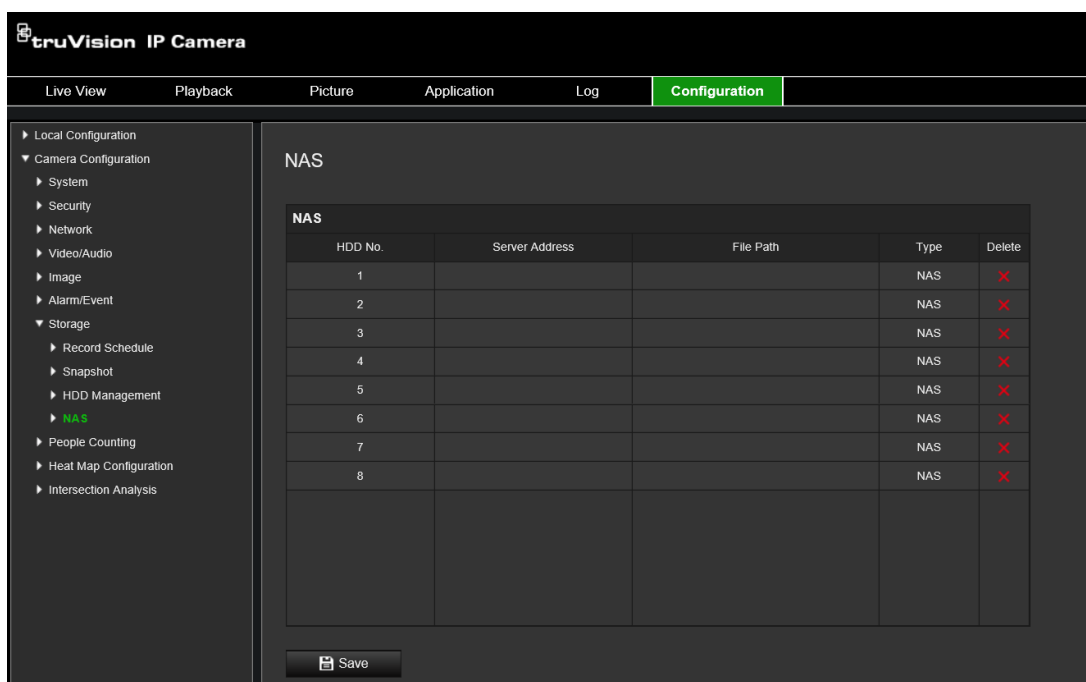 truVision IP Camera
Live View Playback Picture Application Log Configuration
Local Configuration
Camera Configuration
System
Security
Network
Video/Audio
Image
Alarm/Event
Storage
Record Schedule
Snapshot
HDD Management
NAS
People Counting
Heat Map Configuration
Intersection Analysis
NAS
NAS
HDD No. Server Address File Path Type Delete
1 NAS
2 NAS
3 NAS
4 NAS
5 NAS
6 NAS
7 NAS
8 NAS
Save